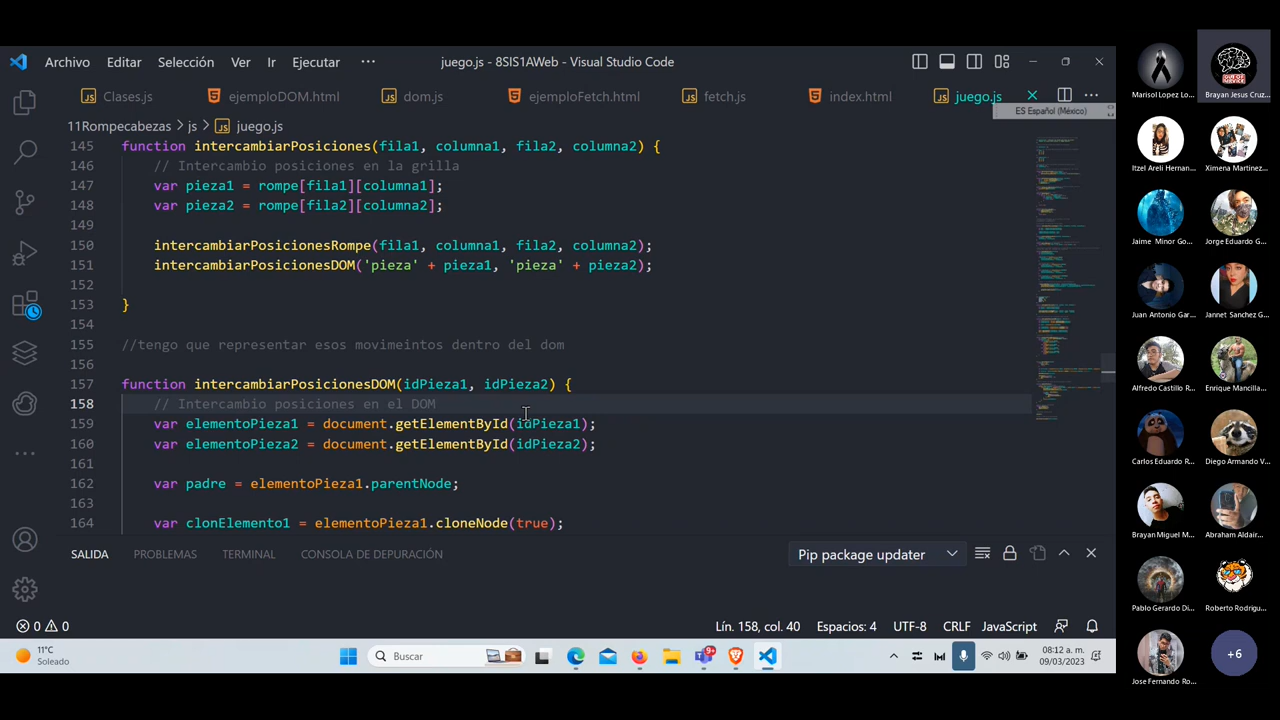 Archivo Editar Selección Ver Ir Ejecutar ··· juego.js - 8SIS1AWeb - Visual Studio Code
JS Clases.js ejemploDOM.html JS dom.js ejemploFetch.html JS fetch.js index.html JS juego.js
ES Español (México)
11Rompecabezas > js > JS juego.js
145 function intercambiarPosiciones(fila1, columna1, fila2, columna2) {
146 // Intercambio posiciones en la grilla
147 var pieza1 = rompe[fila1][columna1];
148 var pieza2 = rompe[fila2][columna2];
149
150 intercambiarPosicionesRompe(fila1, columna1, fila2, columna2);
151 intercambiarPosicionesDOM('pieza' + pieza1, 'pieza' + pieza2);
152
153 }
154
155 //tengo que representar esos movimeintos dentro del dom
156
157 function intercambiarPosicionesDOM(idPieza1, idPieza2) {
158 // Intercambio posiciones en el DOM
159 var elementoPieza1 = document.getElementById(idPieza1);
160 var elementoPieza2 = document.getElementById(idPieza2);
161
162 var padre = elementoPieza1.parentNode;
163
164 var clonElemento1 = elementoPieza1.cloneNode(true);
SALIDA PROBLEMAS TERMINAL CONSOLA DE DEPURACIÓN Pip package updater
0 0 Lín. 158, col. 40 Espacios: 4 UTF-8 CRLF JavaScript
11°C
Soleado
Buscar
9+
08:12 a. m.
09/03/2023
OUT OF SERVICE
Marisol Lopez Lo... Brayan Jesus Cruz...
Itzel Areli Hernan... Ximena Martinez...
Jaime Minor Go... Jorge Eduardo G...
Juan Antonio Gar... Jannet Sanchez G...
Alfredo Castillo R... Enrique Mancilla...
Carlos Eduardo R... Diego Armando V...
Brayan Miguel M... Abraham Aldair...
Pablo Gerardo Di... Roberto Rodrigu...
Jose Fernando Ro...
+6